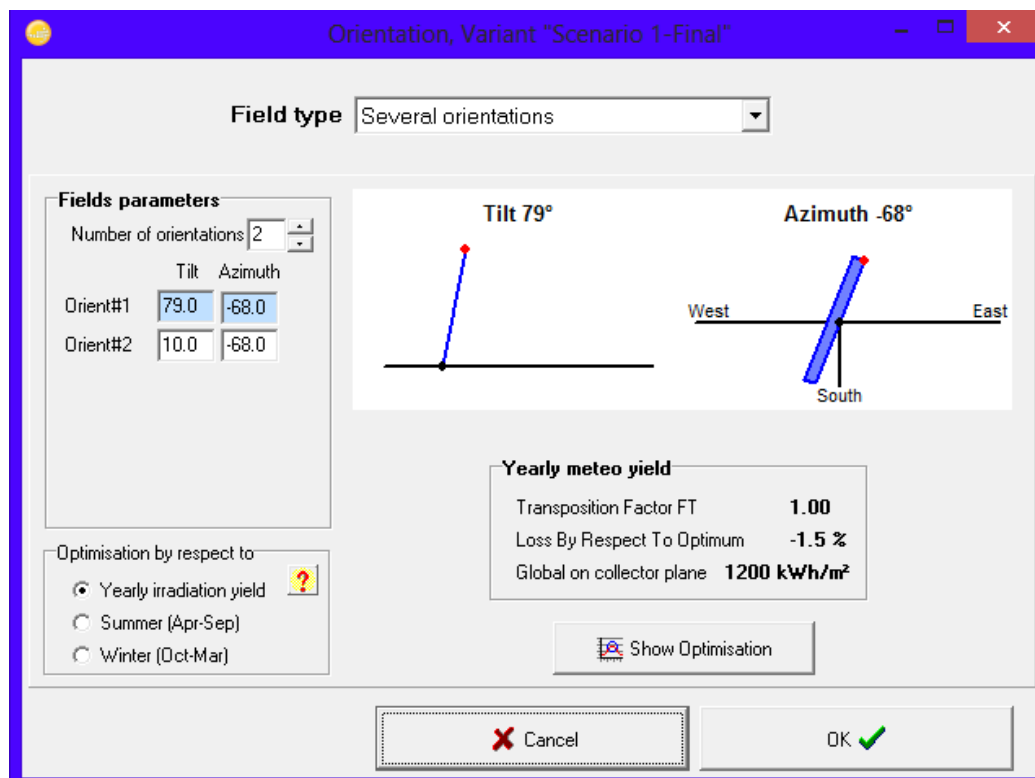 Orientation, Variant "Scenario 1-Final"
Field type Several orientations
Fields parameters
Number of orientations 2
Tilt Azimuth
Orient#1 79.0 -68.0
Orient#2 10.0 -68.0
Tilt 79°
Azimuth -68°
West East
South
Yearly meteo yield
Transposition Factor FT 1.00
Loss By Respect To Optimum -1.5 %
Global on collector plane 1200 kWh/m²
Optimisation by respect to
Yearly irradiation yield ?
Summer (Apr-Sep)
Winter (Oct-Mar)
Show Optimisation
Cancel OK